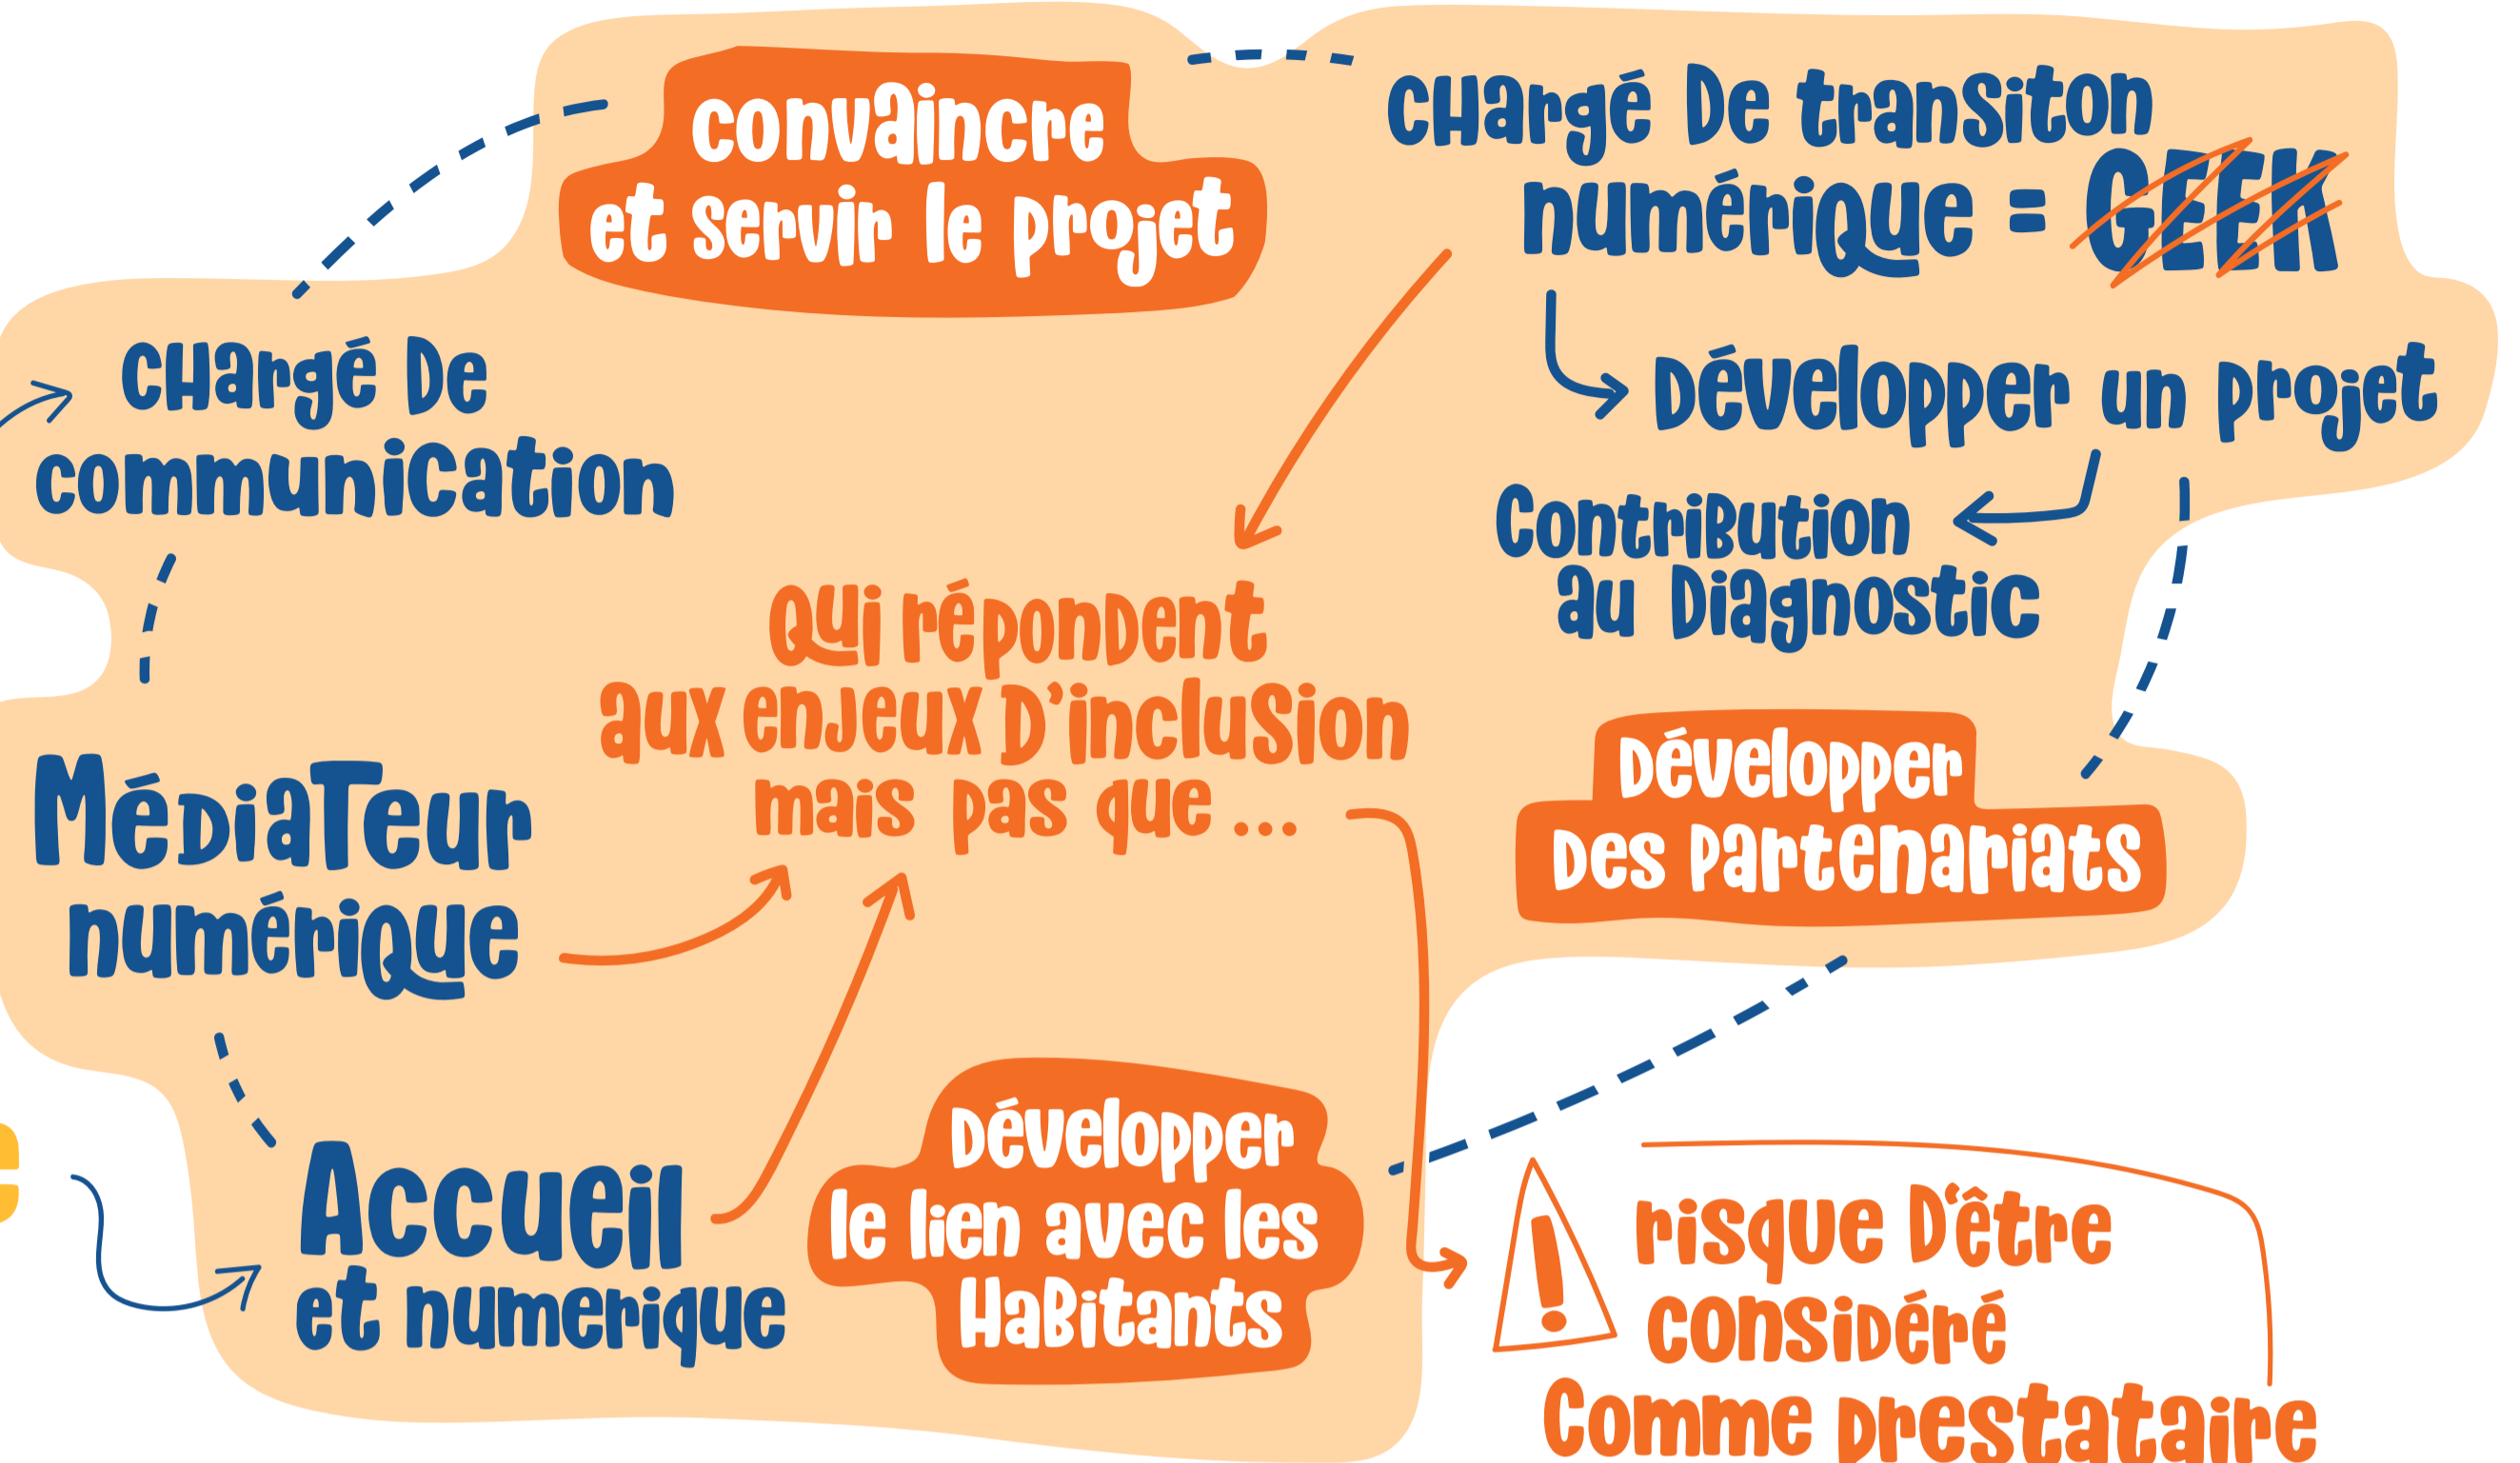 convaincre
et servir le projet
CHargé De transiton
numériQue = GEEK
CHargé De
communication
Développer un projet
ContriButiOn
au DiagnOstic
Qui réponDent
aux enjeux D'incluSion
mais pas que...
Développer
Des PartenariAts
MéDiaTeur
numériQue
Développer
le lien avec les
HaBitants
Accueil
et numerique
risque D'être
consiDéré
Comme prestataire